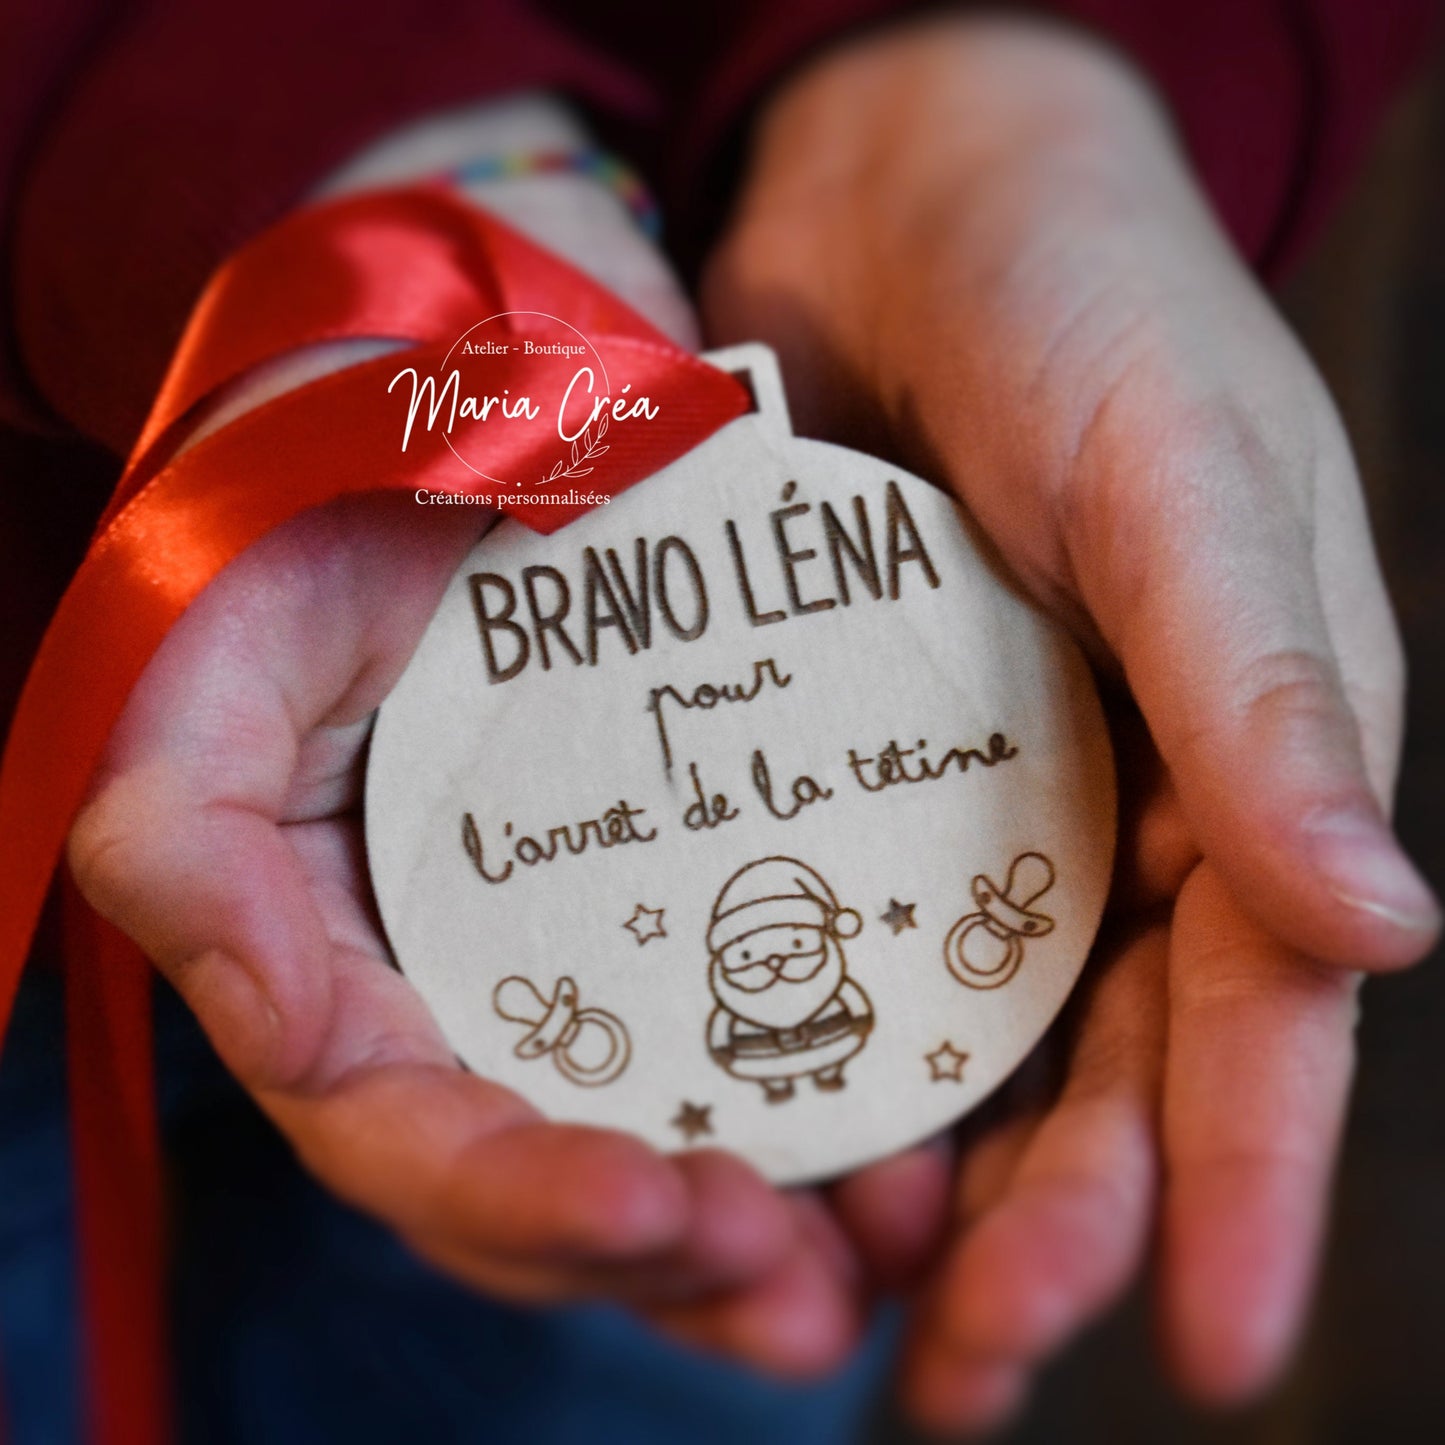 Atelier - Boutique
Maria Créa
Créations personnalisées
BRAVO LÉNA
pour
l'arrêt de la tétine